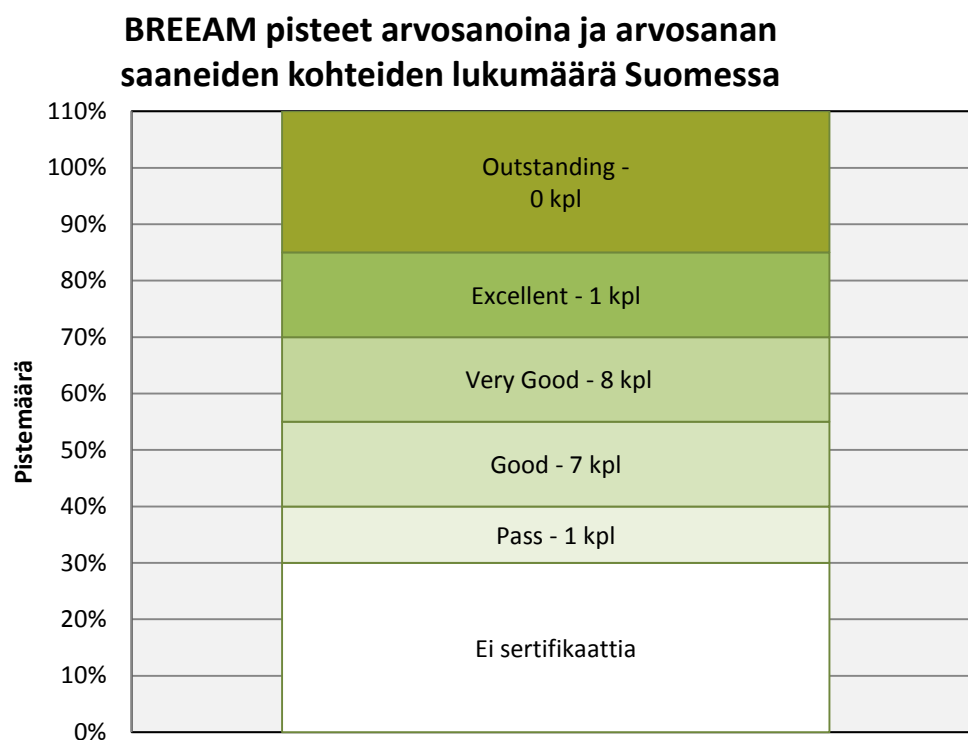 BREEAM pisteet arvosanoina ja arvosanan
saaneiden kohteiden lukumäärä Suomessa
110%
100%
90%
80%
70%
60%
50%
40%
30%
20%
10%
0%
Pistemäärä
Outstanding -
0 kpl
Excellent - 1 kpl
Very Good - 8 kpl
Good - 7 kpl
Pass - 1 kpl
Ei sertifikaattia